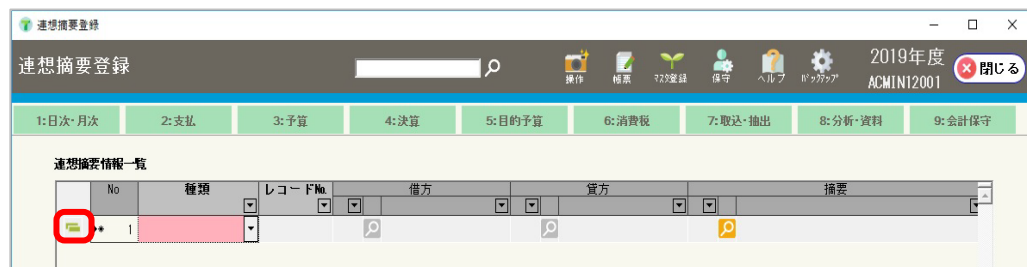 連想摘要登録
連想摘要登録
操作 帳票 マスタ登録 保守 ヘルプ バックアップ
2019年度
ACMIN12001
閉じる
1:日次・月次 2:支払 3:予算 4:決算 5:目的予算 6:消費税 7:取込・抽出 8:分析・資料 9:会計保守
連想摘要情報一覧
No 種類 レコードNo. 借方 貸方 摘要
1